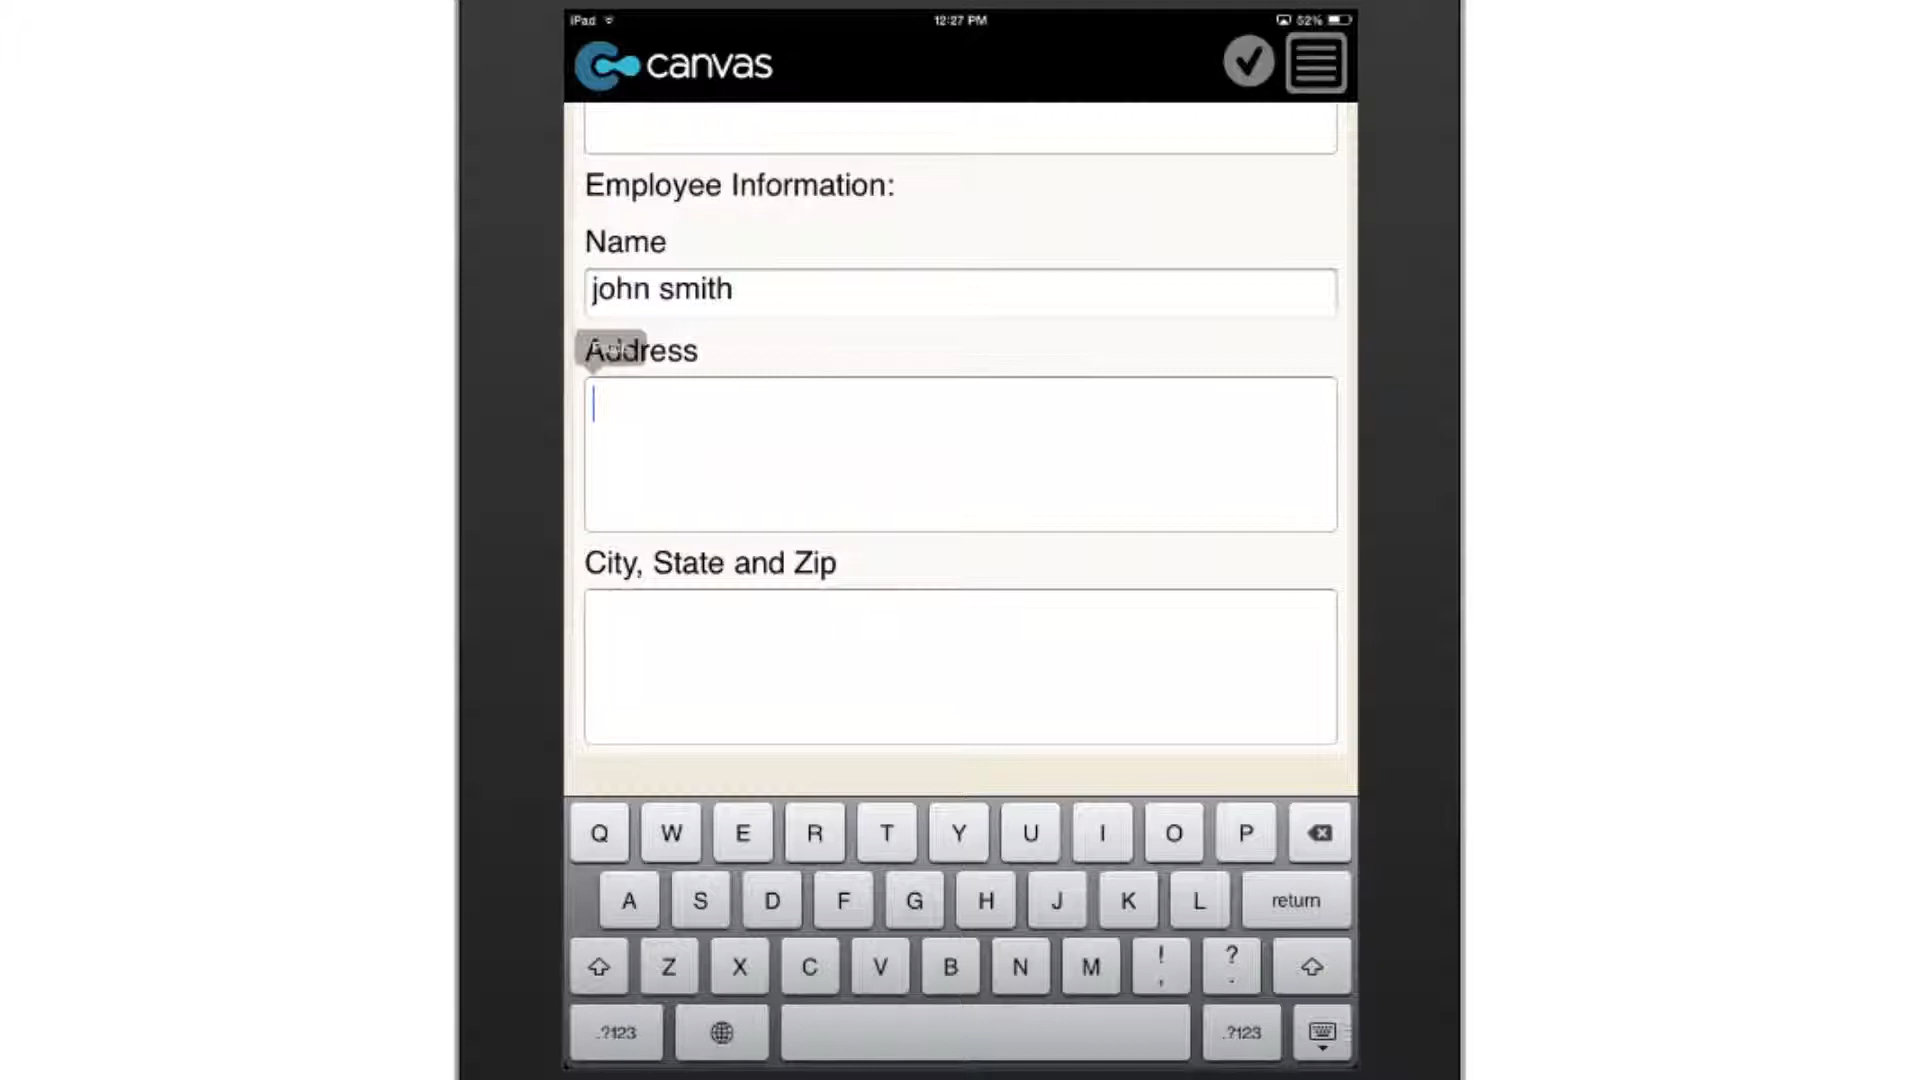 iPad 12:27 PM 52%
canvas
Employee Information:
Name
john smith
Address
City, State and Zip
Q W E R T Y U I O P
A S D F G H J K L return
Z X C V B N M ! , ? .
.?123 .?123